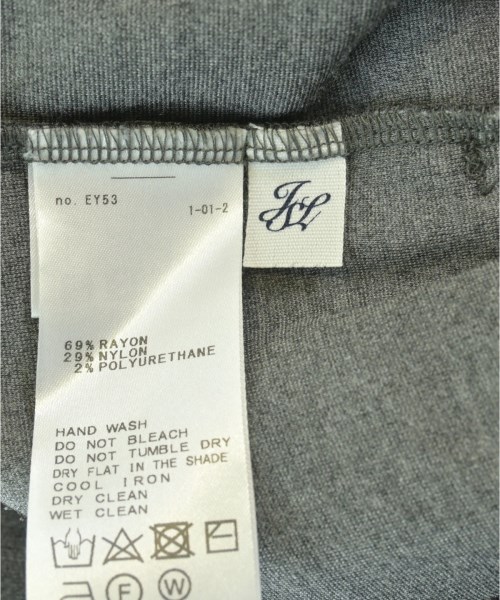 no. EY53
1-01-2
JSL
69% RAYON
29% NYLON
2% POLYURETHANE
HAND WASH
DO NOT BLEACH
DO NOT TUMBLE DRY
DRY FLAT IN THE SHADE
COOL IRON
DRY CLEAN
WET CLEAN
F
W